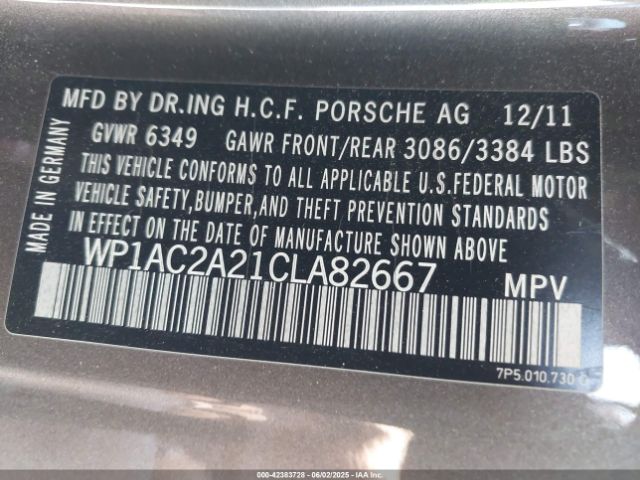 MFD BY DR.ING H.C.F. PORSCHE AG 12/11
GVWR 6349 GAWR FRONT/REAR 3086/3384 LBS
THIS VEHICLE CONFORMS TO ALL APPLICABLE U.S.FEDERAL MOTOR
VEHICLE SAFETY,BUMPER,AND THEFT PREVENTION STANDARDS
IN EFFECT ON THE DATE OF MANUFACTURE SHOWN ABOVE
WP1AC2A21CLA82667 MPV
MADE IN GERMANY
7P5.010.730
000-42383728 - 06/02/2025 - IAAI.com